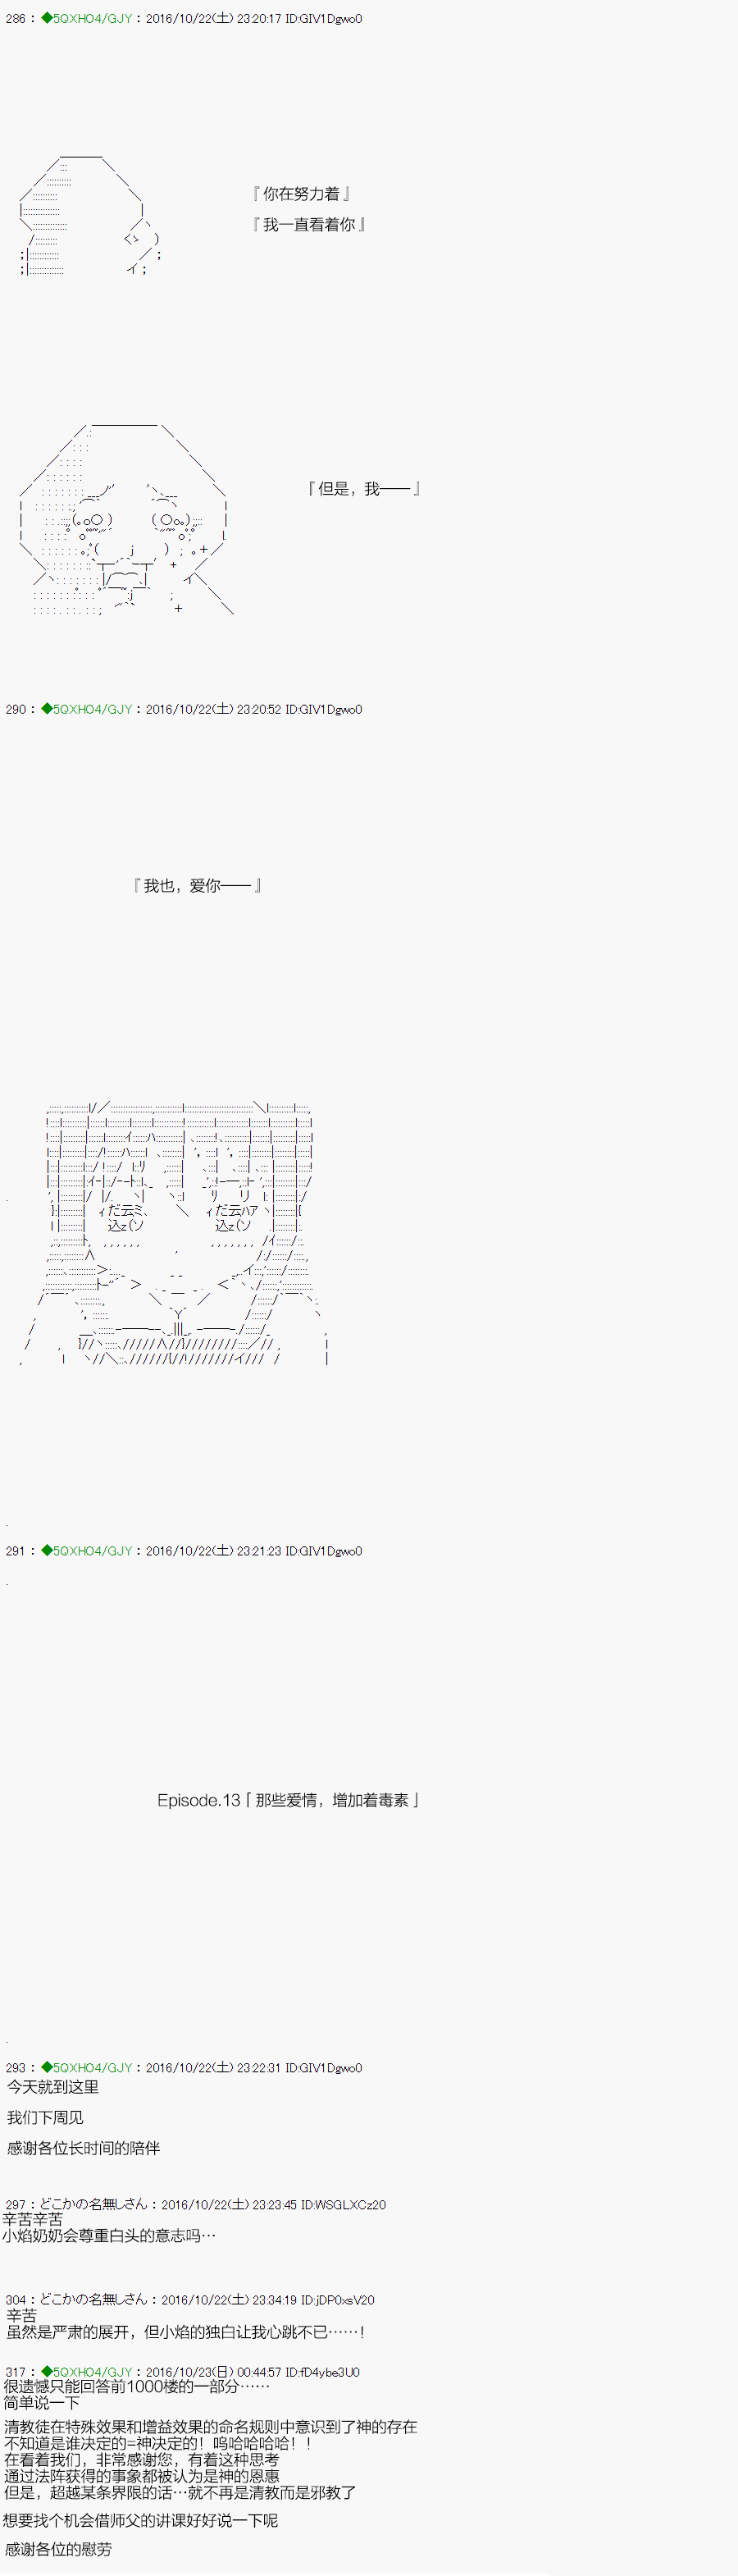 286 : ◆5QXHO4/GJY : 2016/10/22(土) 23:20:17 ID:GIV1Dgwo0
『 你在努力着 』
『 我一直看着你 』
『 但是，我—— 』
290 : ◆5QXHO4/GJY : 2016/10/22(土) 23:20:52 ID:GIV1Dgwo0
『 我也，爱你—— 』
291 : ◆5QXHO4/GJY : 2016/10/22(土) 23:21:23 ID:GIV1Dgwo0
Episode.13「 那些爱情，增加着毒素 」
293 : ◆5QXHO4/GJY : 2016/10/22(土) 23:22:31 ID:GIV1Dgwo0
今天就到这里
我们下周见
感谢各位长时间的陪伴
297 : どこかの名無しさん : 2016/10/22(土) 23:23:45 ID:WSGLXCz20
辛苦辛苦
小焰奶奶会尊重白头的意志吗…
304 : どこかの名無しさん : 2016/10/22(土) 23:34:19 ID:jDP0xsV20
辛苦
虽然是严肃的展开，但小焰的独白让我心跳不已……！
317 : ◆5QXHO4/GJY : 2016/10/23(日) 00:44:57 ID:fD4ybe3U0
很遗憾只能回答前1000楼的一部分……
简单说一下
清教徒在特殊效果和增益效果的命名规则中意识到了神的存在
不知道是谁决定的=神决定的！呜哈哈哈哈！！
在看着我们，非常感谢您，有着这种思考
通过法阵获得的事象都被认为是神的恩惠
但是，超越某条界限的话…就不再是清教而是邪教了
想要找个机会借师父的讲课好好说一下呢
感谢各位的慰劳